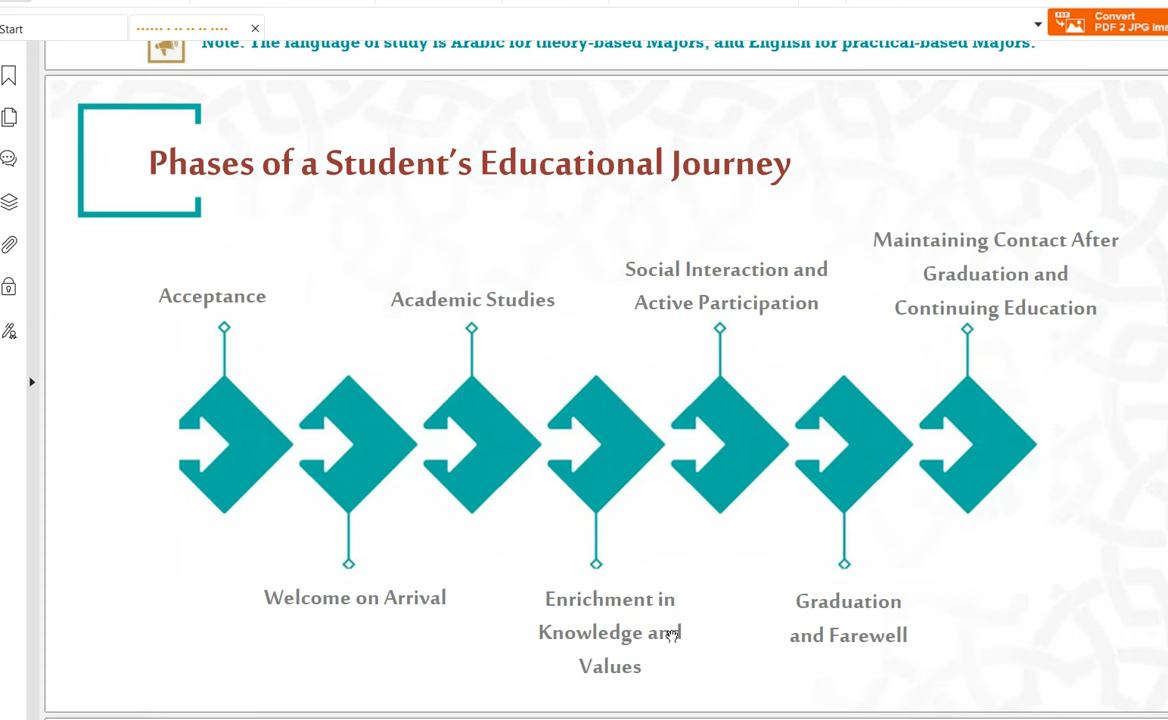 Start
Convert
PDF 2 JPG Ima
Note: The language of study is Arabic for theory-based Majors, and English for practical-based Majors.
Phases of a Student's Educational Journey
Acceptance
Welcome on Arrival
Academic Studies
Enrichment in
Knowledge and
Values
Social Interaction and
Active Participation
Graduation
and Farewell
Maintaining Contact After
Graduation and
Continuing Education